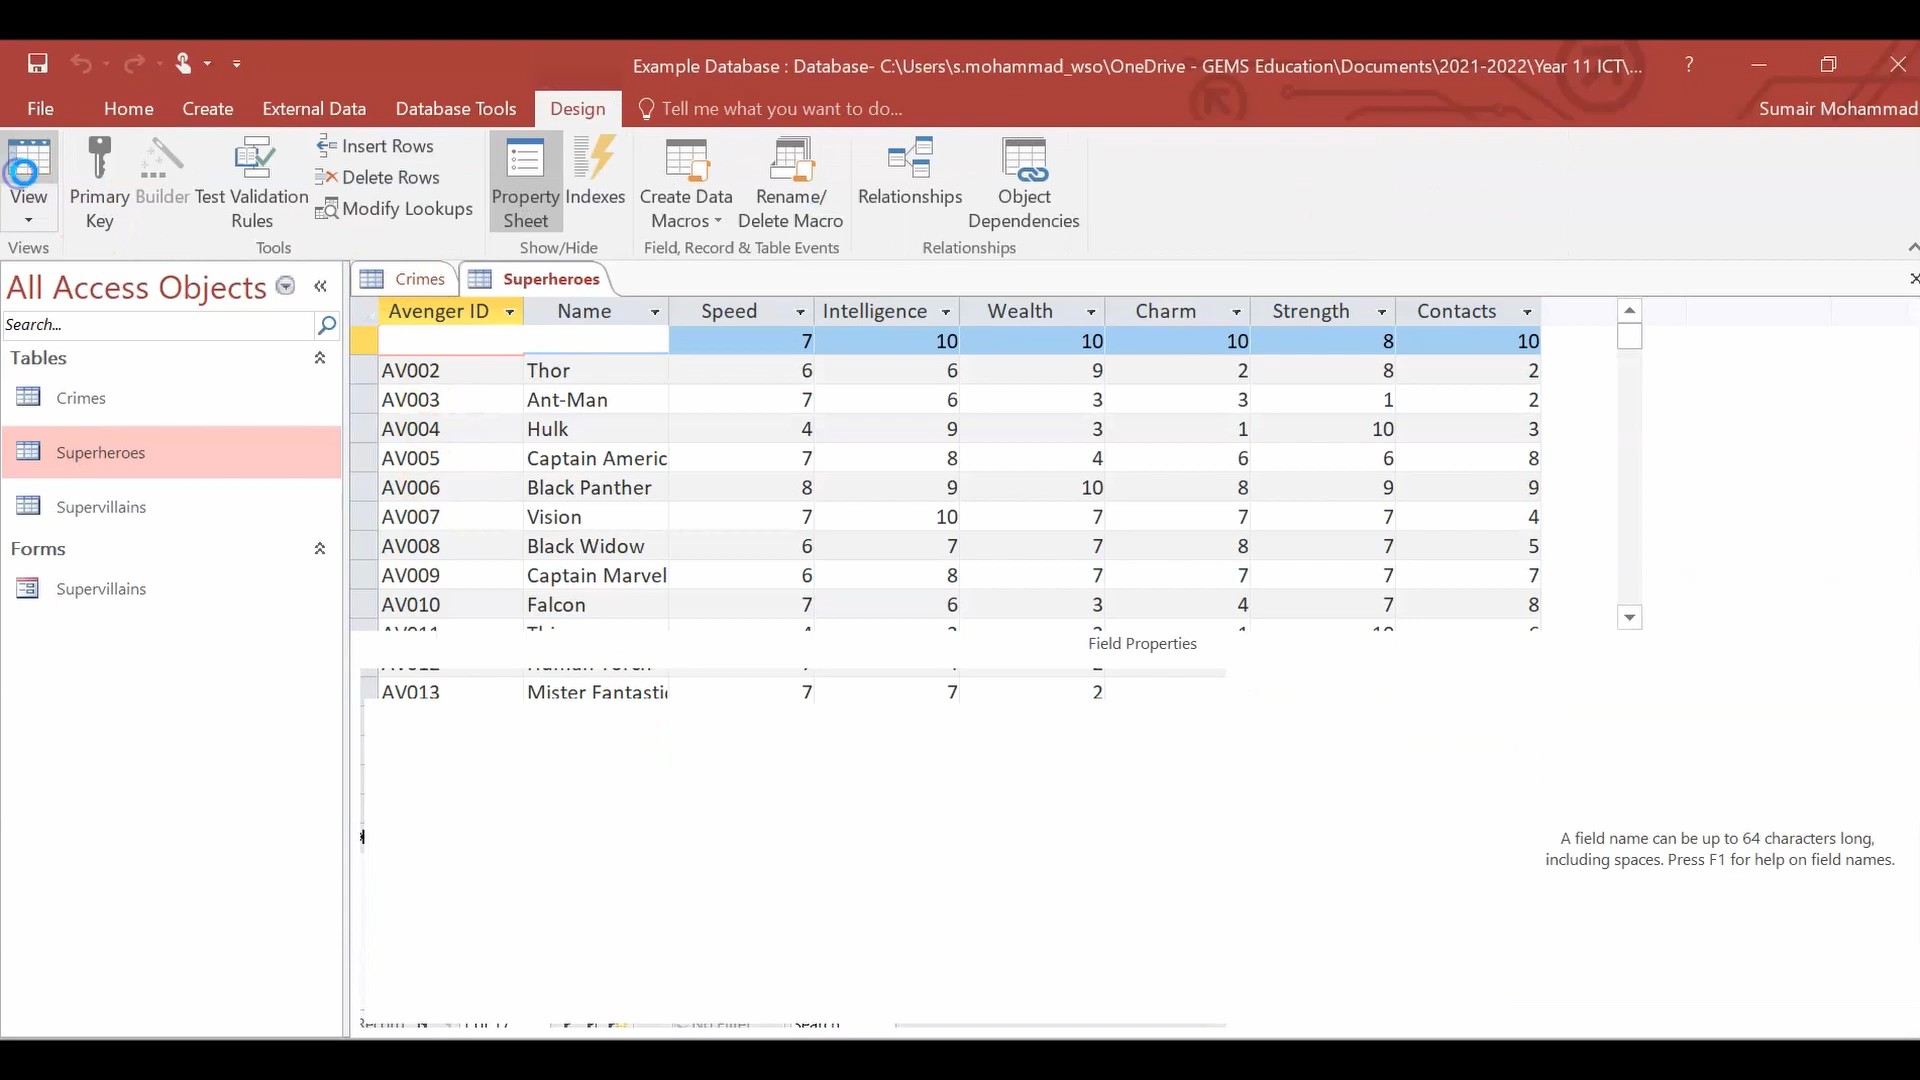 Example Database : Database- C:\Users\s.mohammad_wso\OneDrive - GEMS Education\Documents\2021-2022\Year 11 ICT\... ?
File Home Create External Data Database Tools Design Tell me what you want to do... Sumair Mohammad
View Primary Key Builder Test Validation Rules Insert Rows Delete Rows Modify Lookups Property Sheet Indexes Create Data Macros Rename/ Delete Macro Relationships Object Dependencies
Views Tools Show/Hide Field, Record & Table Events Relationships
All Access Objects
Search...
Tables
Crimes
Superheroes
Supervillains
Forms
Supervillains
Crimes Superheroes
Avenger ID Name Speed Intelligence Wealth Charm Strength Contacts
7 10 10 10 8 10
AV002 Thor 6 6 9 2 8 2
AV003 Ant-Man 7 6 3 3 1 2
AV004 Hulk 4 9 3 1 10 3
AV005 Captain Americ 7 8 4 6 6 8
AV006 Black Panther 8 9 10 8 9 9
AV007 Vision 7 10 7 7 7 4
AV008 Black Widow 6 7 7 8 7 5
AV009 Captain Marvel 6 8 7 7 7 7
AV010 Falcon 7 6 3 4 7 8
Field Properties
AV013 Mister Fantastic 7 7 2
A field name can be up to 64 characters long,
including spaces. Press F1 for help on field names.